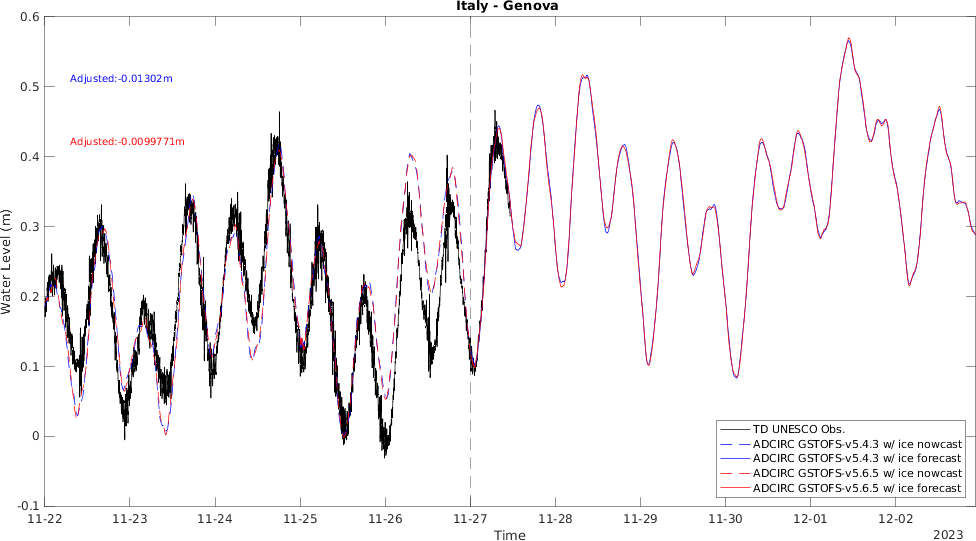 Italy - Genova
0.6
0.5
0.4
0.3
0.2
0.1
0
-0.1
Water Level (m)
Adjusted:-0.01302m
Adjusted:-0.0099771m
TD UNESCO Obs.
ADCIRC GSTOFS-v5.4.3 w/ ice nowcast
ADCIRC GSTOFS-v5.4.3 w/ ice forecast
ADCIRC GSTOFS-v5.6.5 w/ ice nowcast
ADCIRC GSTOFS-v5.6.5 w/ ice forecast
11-22 11-23 11-24 11-25 11-26 11-27 11-28 11-29 11-30 12-01 12-02
Time
2023